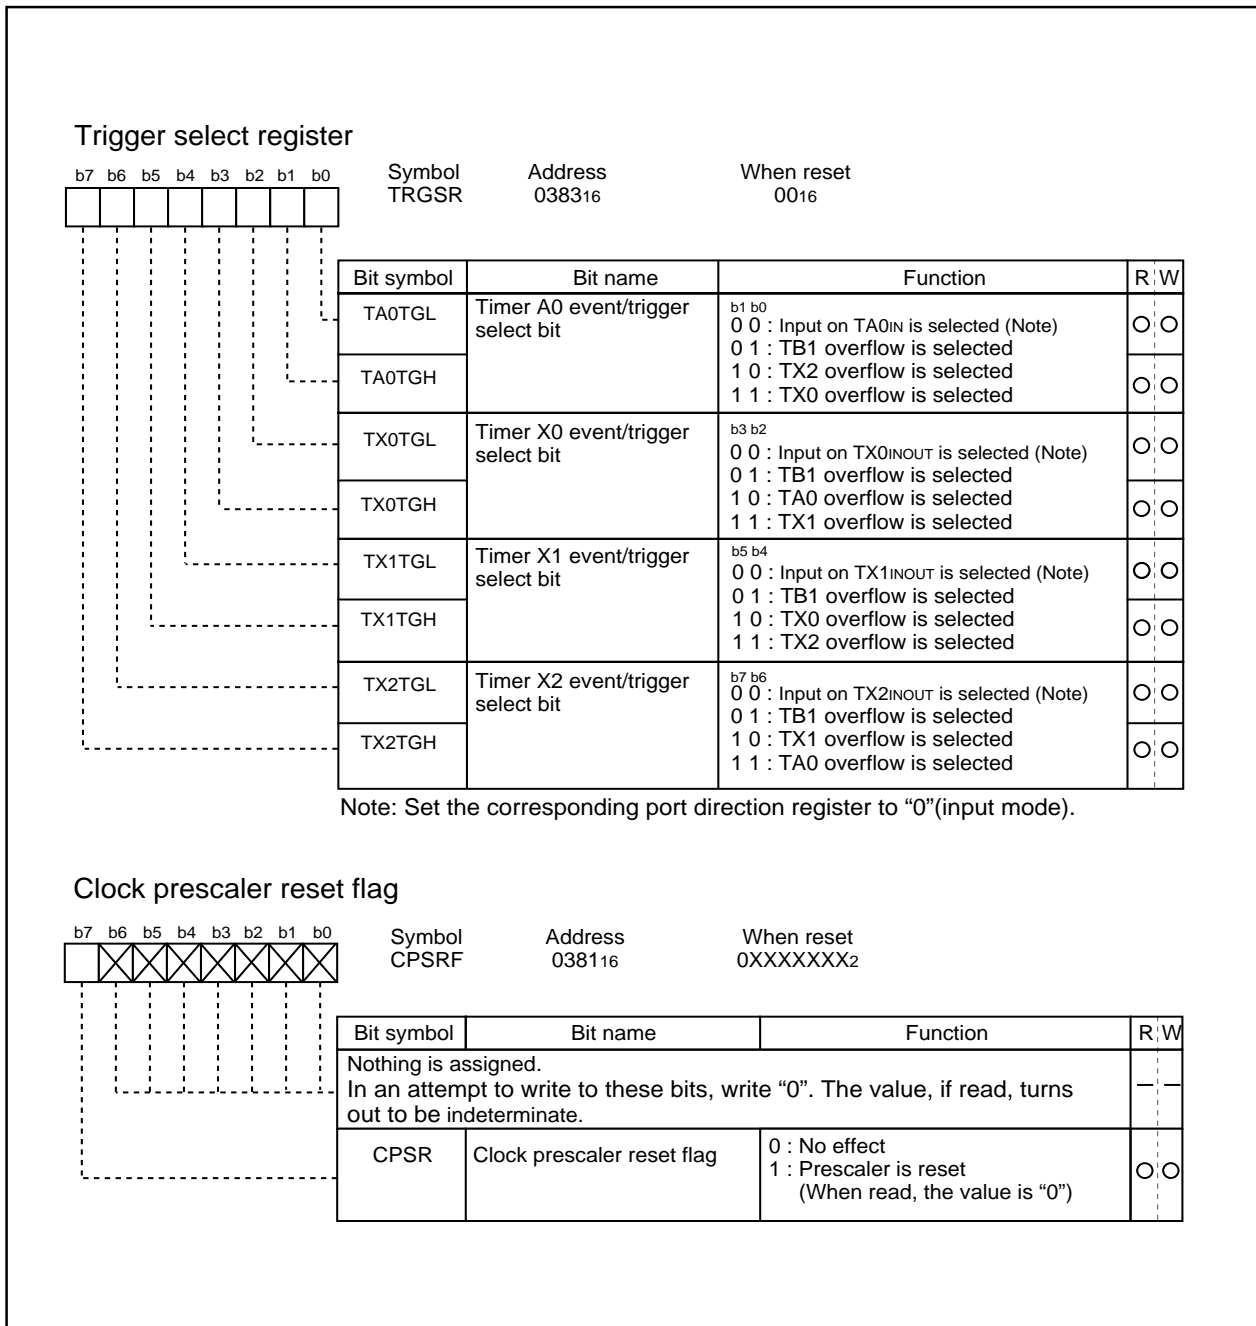 Trigger select register
b7 b6 b5 b4 b3 b2 b1 b0
Symbol Address When reset
TRGSR 038316 0016
Bit symbol Bit name Function R W
TA0TGL Timer A0 event/trigger
select bit
b1 b0
0 0 : Input on TA0IN is selected (Note)
0 1 : TB1 overflow is selected
TA0TGH
1 0 : TX2 overflow is selected
1 1 : TX0 overflow is selected
TX0TGL Timer X0 event/trigger
select bit
b3 b2
0 0 : Input on TX0INOUT is selected (Note)
0 1 : TB1 overflow is selected
TX0TGH
1 0 : TA0 overflow is selected
1 1 : TX1 overflow is selected
TX1TGL Timer X1 event/trigger
select bit
b5 b4
0 0 : Input on TX1INOUT is selected (Note)
0 1 : TB1 overflow is selected
TX1TGH
1 0 : TX0 overflow is selected
1 1 : TX2 overflow is selected
TX2TGL Timer X2 event/trigger
select bit
b7 b6
0 0 : Input on TX2INOUT is selected (Note)
0 1 : TB1 overflow is selected
TX2TGH
1 0 : TX1 overflow is selected
1 1 : TA0 overflow is selected
Note: Set the corresponding port direction register to “0”(input mode).
Clock prescaler reset flag
b7 b6 b5 b4 b3 b2 b1 b0
Symbol Address When reset
CPSRF 038116 0XXXXXXX2
Bit symbol Bit name Function R W
Nothing is assigned.
In an attempt to write to these bits, write “0”. The value, if read, turns
out to be indeterminate.
CPSR Clock prescaler reset flag
0 : No effect
1 : Prescaler is reset
(When read, the value is “0”)